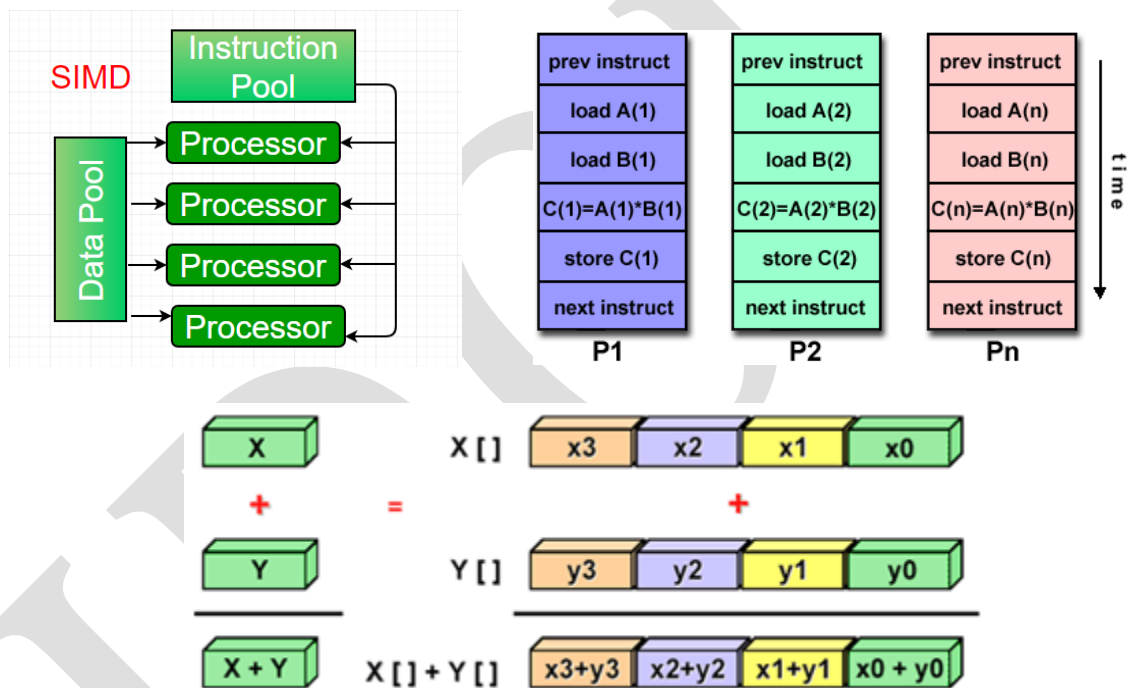 SIMD
Instruction
Pool
Data Pool
Processor
Processor
Processor
Processor
prev instruct
load A(1)
load B(1)
C(1)=A(1)*B(1)
store C(1)
next instruct
P1
prev instruct
load A(2)
load B(2)
C(2)=A(2)*B(2)
store C(2)
next instruct
P2
prev instruct
load A(n)
load B(n)
C(n)=A(n)*B(n)
store C(n)
next instruct
Pn
time
X
+
Y
X + Y
=
X [ ] x3 x2 x1 x0
+
Y [ ] y3 y2 y1 y0
X [ ] + Y [ ] x3+y3 x2+y2 x1+y1 x0 + y0